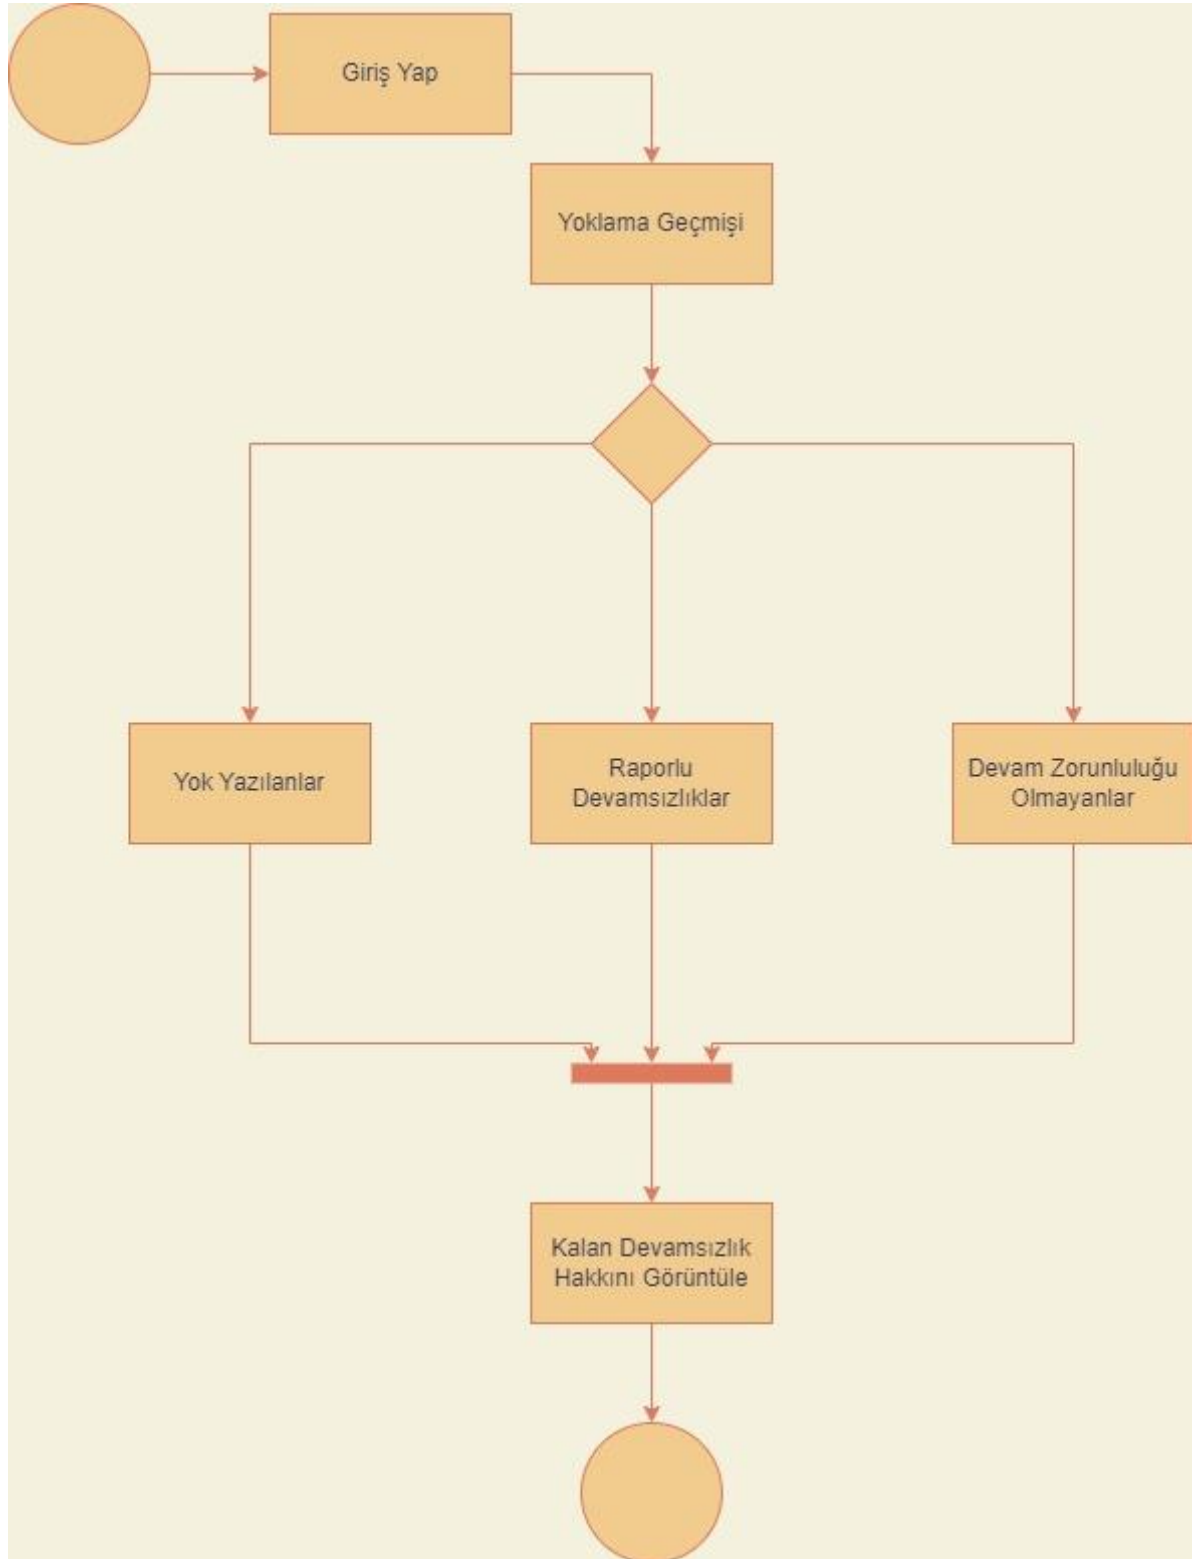 Giriş Yap
Yoklama Geçmişi
Yok Yazılanlar
Raporlu
Devamsızlıklar
Devam Zorunluluğu
Olmayanlar
Kalan Devamsızlık
Hakkını Görüntüle